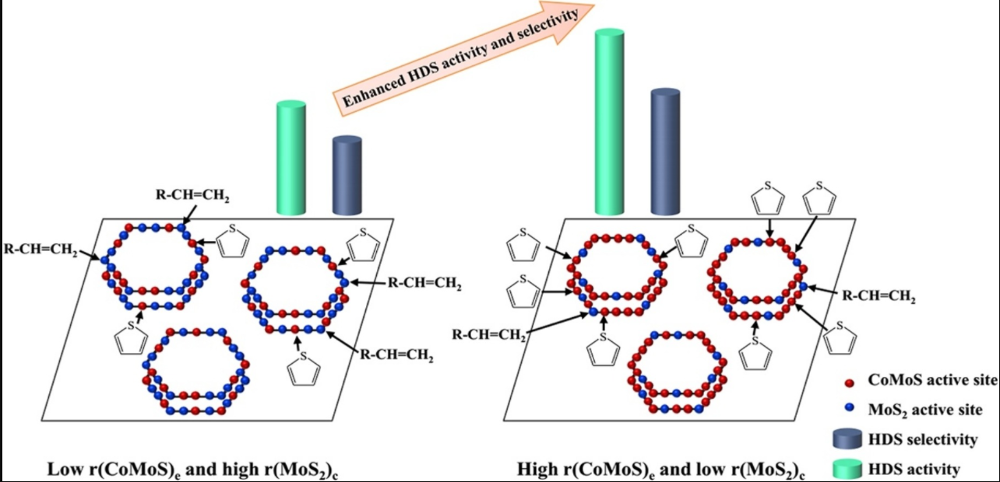 Enhanced HDS activity and selectivity
R-CH=CH₂
S
R-CH=CH₂
S
R-CH=CH₂
S
S
R-CH=CH₂
S
S
S
S
S
R-CH=CH₂
R-CH=CH₂
S
S
S
CoMoS active site
MoS₂ active site
HDS selectivity
HDS activity
Low r(CoMoS)ₑ and high r(MoS₂)c
High r(CoMoS)ₑ and low r(MoS₂)c